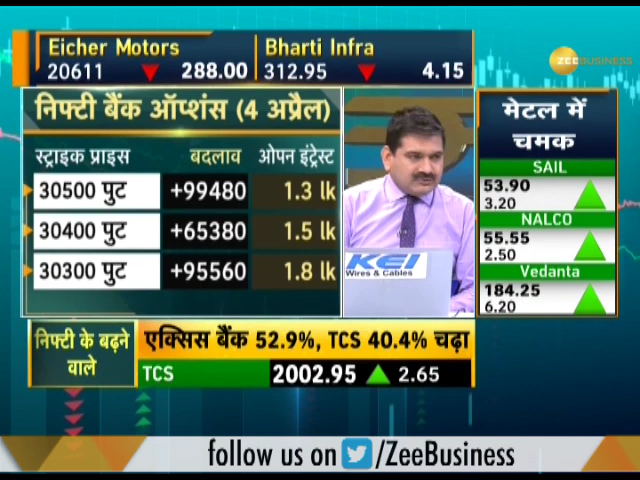 Eicher Motors
20611 288.00
Bharti Infra
312.95 4.15
ZEE BUSINESS
निफ्टी बैंक ऑप्शंस (4 अप्रैल)
स्ट्राइक प्राइस बदलाव ओपन इंट्रेस्ट
30500 पुट +99480 1.3 lk
30400 पुट +65380 1.5 lk
30300 पुट +95560 1.8 lk
KEI
Wires & Cables
मेटल में
चमक
SAIL
53.90
3.20
NALCO
55.55
2.50
Vedanta
184.25
6.20
निफ्टी के बढ़ने
वाले
एक्सिस बैंक 52.9%, TCS 40.4% चढ़ा
TCS 2002.95 2.65
follow us on /ZeeBusiness